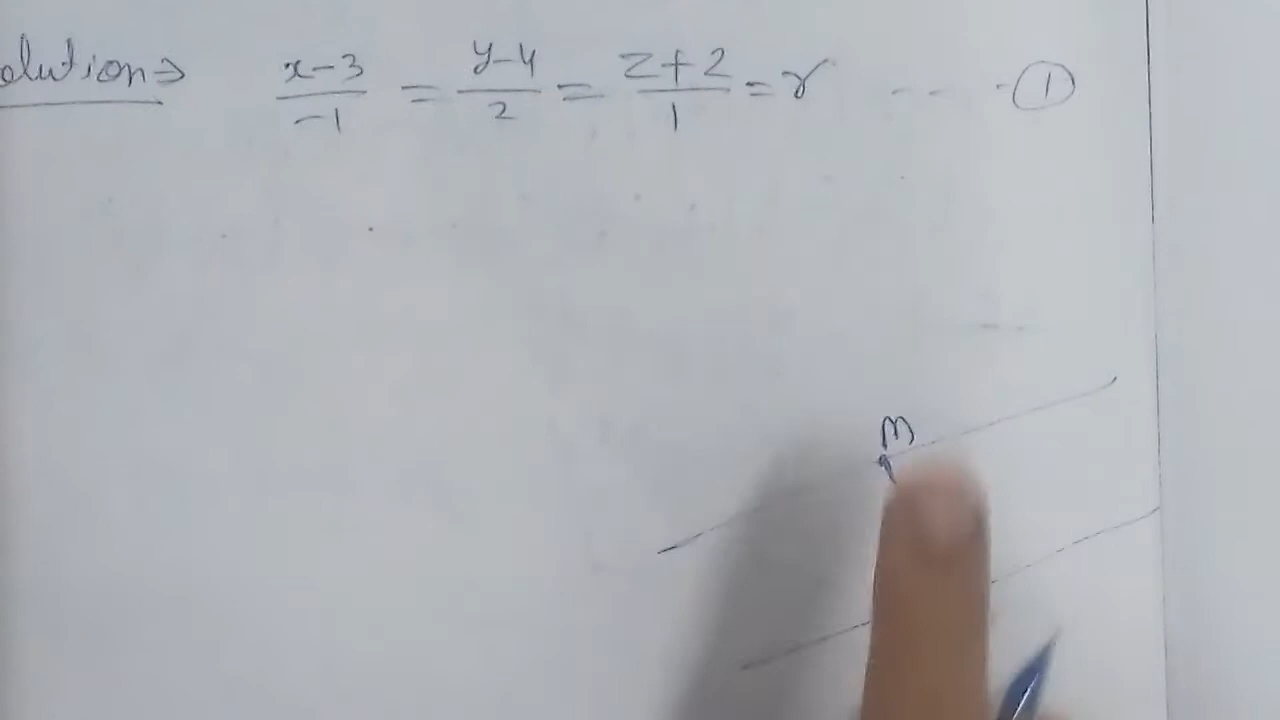 olution⇒ x-3/-1 = y-4/2 = z+2/1 = r --- ①
M